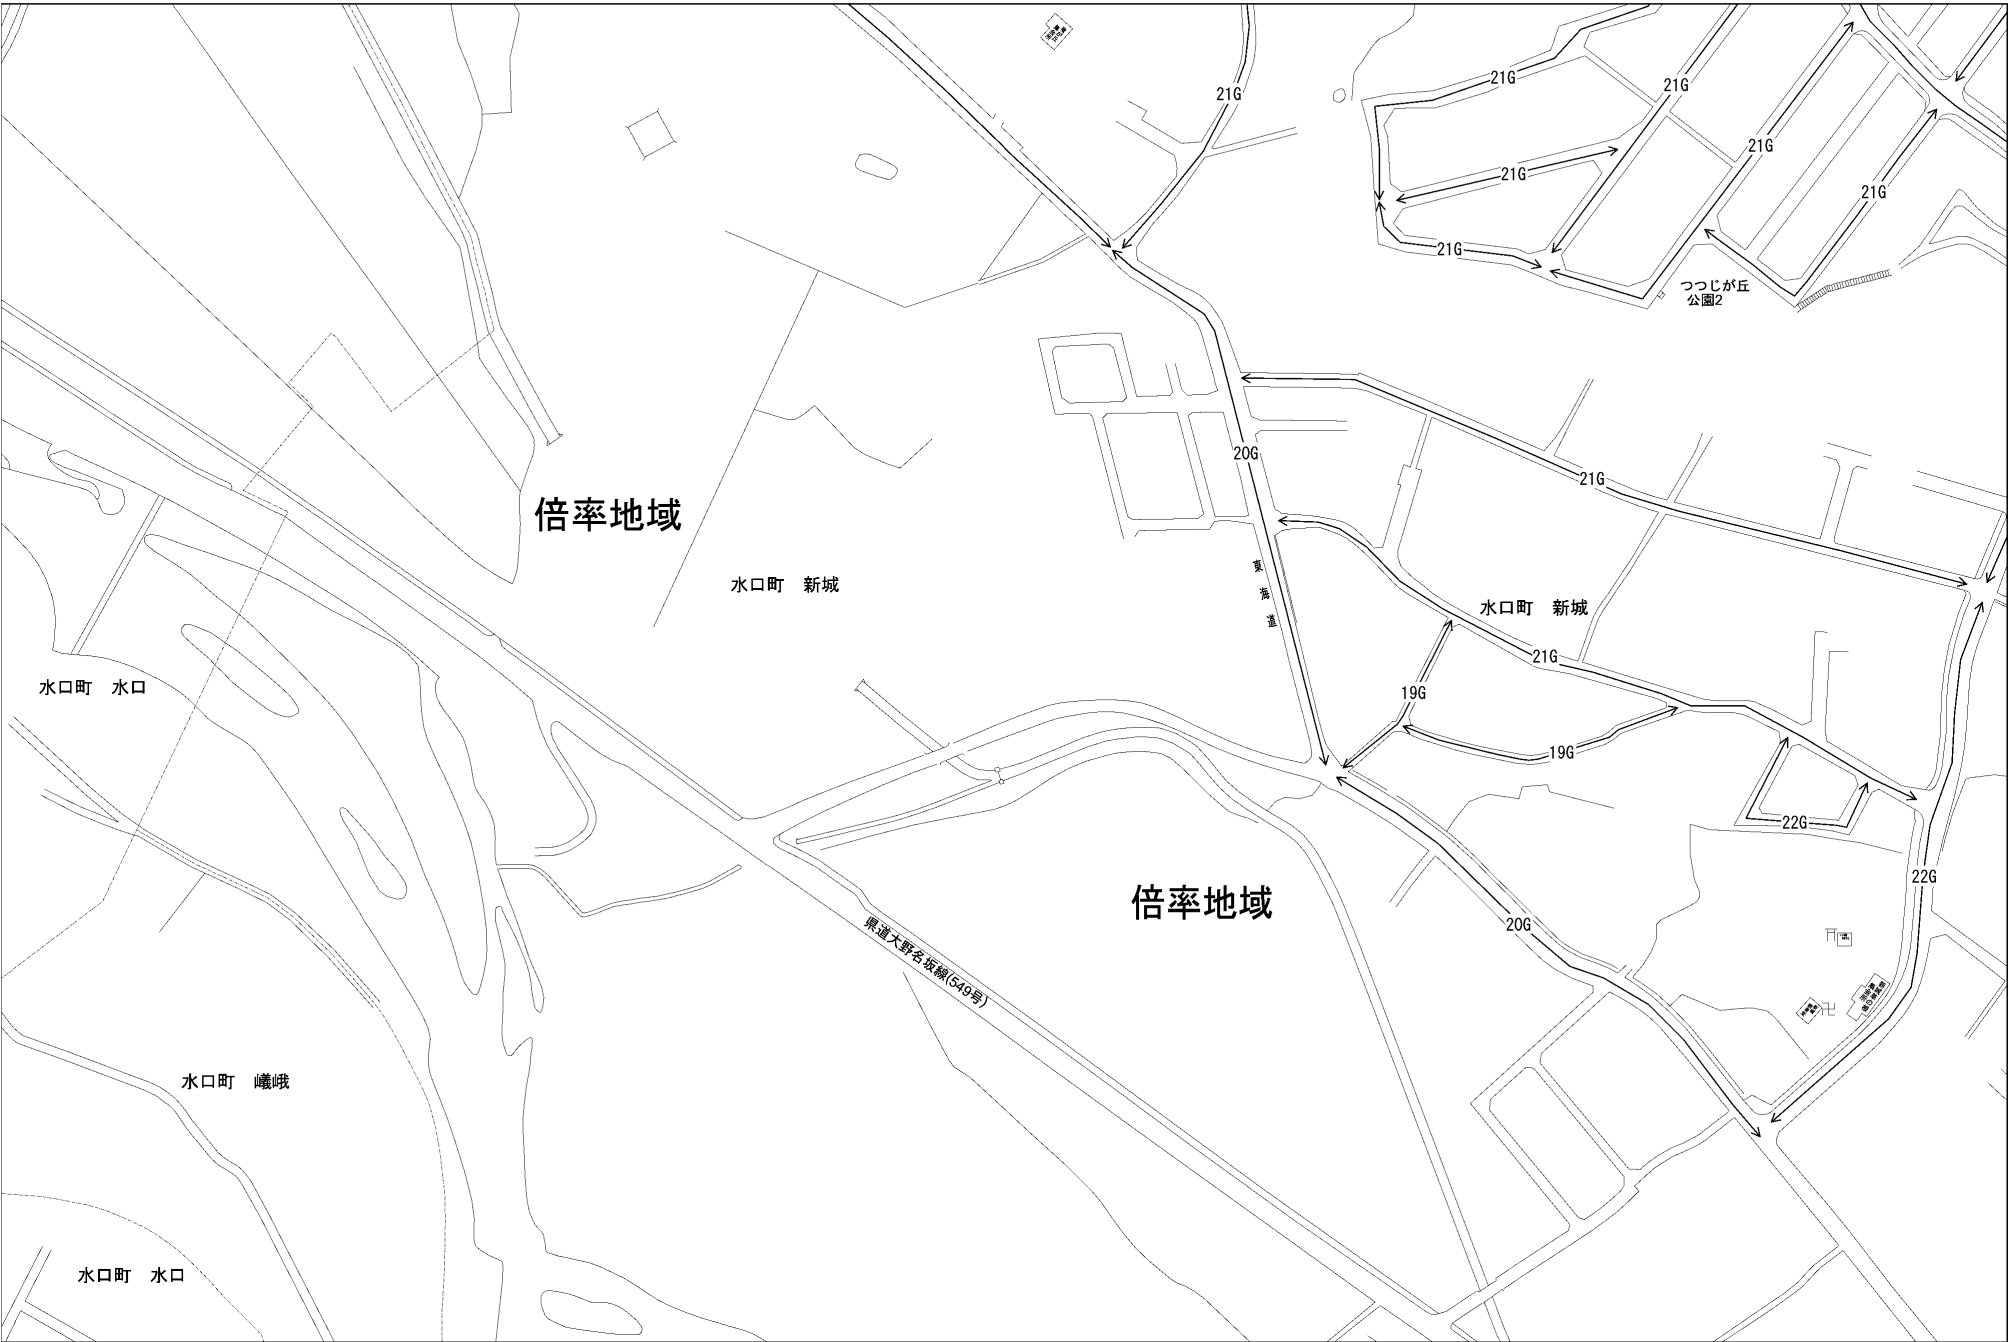 21G
21G
21G
21G
21G
21G
21G
つつじが丘
公園2
20G
21G
倍率地域
水口町 新城
東海道
水口町 新城
21G
水口町 水口
19G
19G
22G
22G
倍率地域
20G
県道大野名坂線(549号)
水口町 嶬峨
水口町 水口